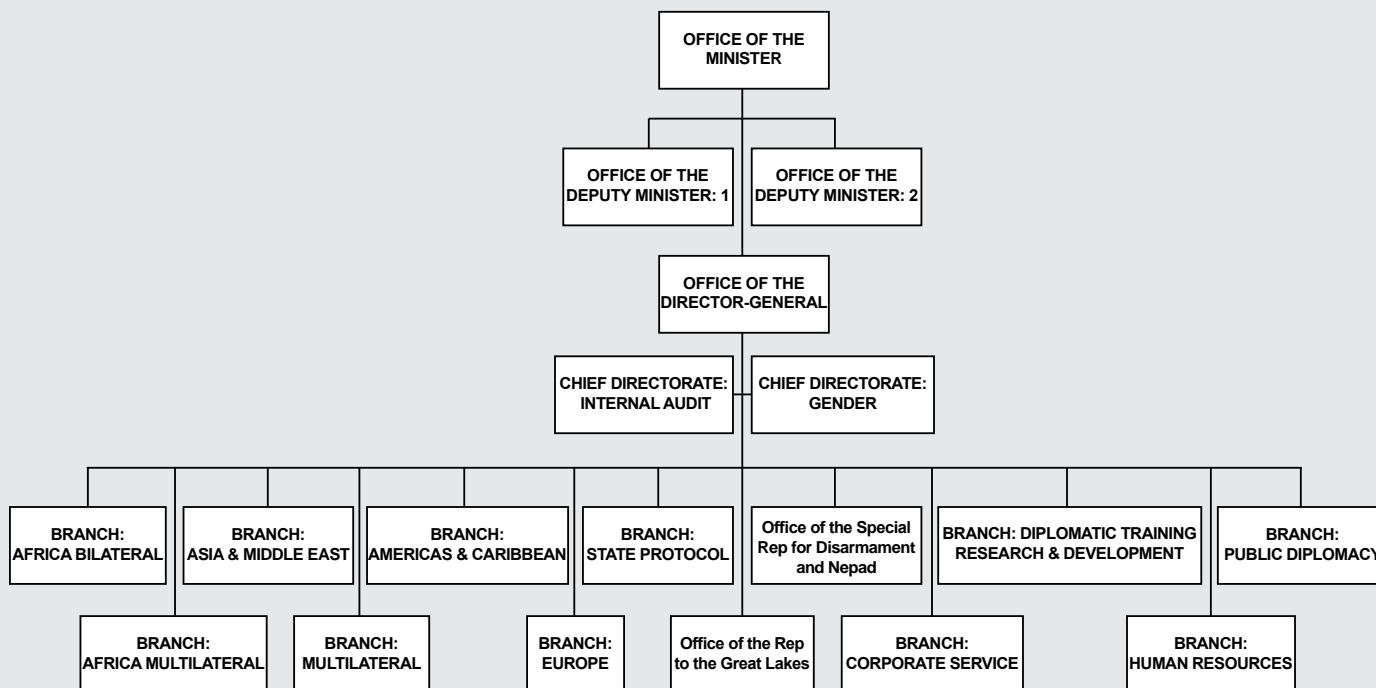 OFFICE OF THE
MINISTER
OFFICE OF THE
DEPUTY MINISTER: 1
OFFICE OF THE
DEPUTY MINISTER: 2
OFFICE OF THE
DIRECTOR-GENERAL
CHIEF DIRECTORATE:
INTERNAL AUDIT
CHIEF DIRECTORATE:
GENDER
BRANCH:
AFRICA BILATERAL
BRANCH:
ASIA & MIDDLE EAST
BRANCH:
AMERICAS & CARIBBEAN
BRANCH:
STATE PROTOCOL
Office of the Special
Rep for Disarmament
and Nepad
BRANCH: DIPLOMATIC TRAINING
RESEARCH & DEVELOPMENT
BRANCH:
PUBLIC DIPLOMACY
BRANCH:
AFRICA MULTILATERAL
BRANCH:
MULTILATERAL
BRANCH:
EUROPE
Office of the Rep
to the Great Lakes
BRANCH:
CORPORATE SERVICE
BRANCH:
HUMAN RESOURCES